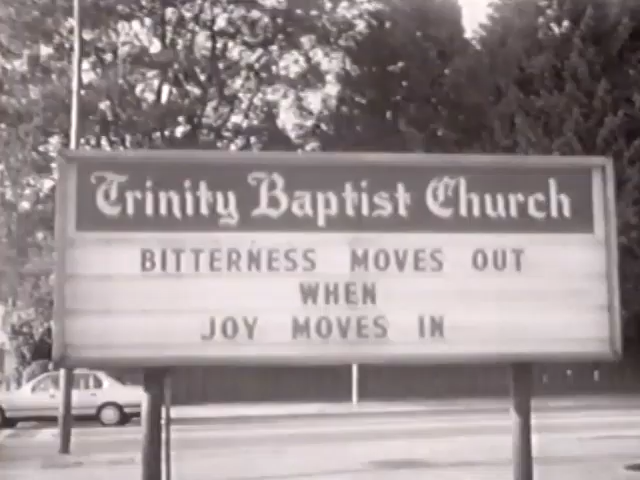 Trinity Baptist Church
BITTERNESS MOVES OUT
WHEN
JOY MOVES IN